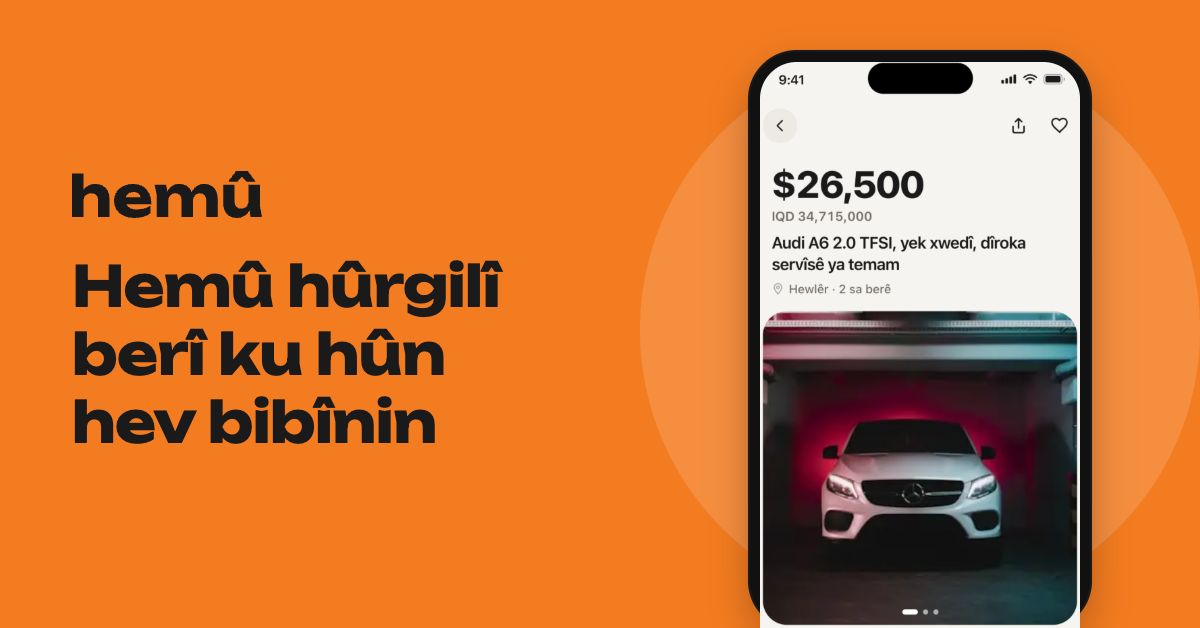 hemû
Hemû hûrgilî
berî ku hûn
hev bibînin
9:41
$26,500
IQD 34,715,000
Audi A6 2.0 TFSI, yek xwedî, dîroka
servîsê ya temam
Hewlêr · 2 sa berê